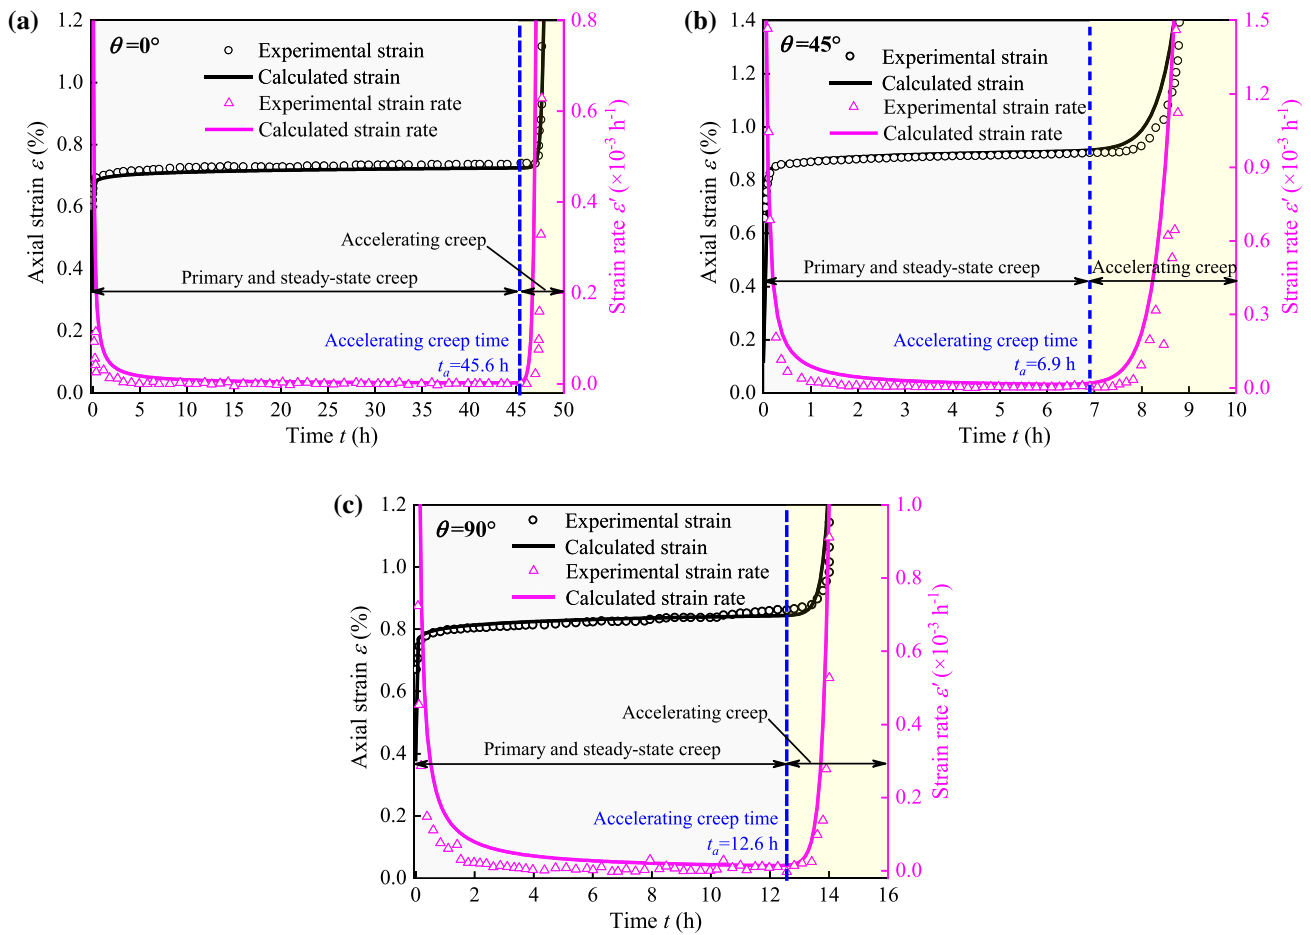 (a)
θ=0°
Experimental strain
Calculated strain
Experimental strain rate
Calculated strain rate
Accelerating creep
Primary and steady-state creep
Accelerating creep time
tₐ=45.6 h
Axial strain ε (%)
0.0 0.2 0.4 0.6 0.8 1.0 1.2
Strain rate ε′ (×10⁻³ h⁻¹)
0.0 0.2 0.4 0.6 0.8
0 5 10 15 20 25 30 35 40 45 50
Time t (h)
(b)
θ=45°
Experimental strain
Calculated strain
Experimental strain rate
Calculated strain rate
Primary and steady-state creep
Accelerating creep
Accelerating creep time
tₐ=6.9 h
Axial strain ε (%)
0.0 0.2 0.4 0.6 0.8 1.0 1.2 1.4
Strain rate ε′ (×10⁻³ h⁻¹)
0.0 0.3 0.6 0.9 1.2 1.5
0 1 2 3 4 5 6 7 8 9 10
Time t (h)
(c)
θ=90°
Experimental strain
Calculated strain
Experimental strain rate
Calculated strain rate
Accelerating creep
Primary and steady-state creep
Accelerating creep time
tₐ=12.6 h
Axial strain ε (%)
0.0 0.2 0.4 0.6 0.8 1.0 1.2
Strain rate ε′ (×10⁻³ h⁻¹)
0.0 0.2 0.4 0.6 0.8 1.0
0 2 4 6 8 10 12 14 16
Time t (h)